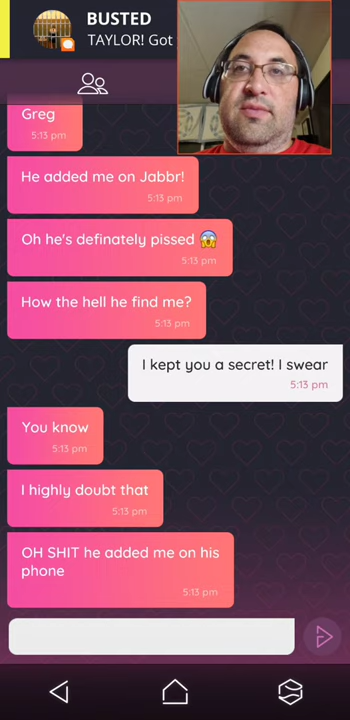 BUSTED
TAYLOR! Got
Greg
5:13 pm
He added me on Jabbr!
5:13 pm
Oh he's definately pissed 😱
5:13 pm
How the hell he find me?
5:13 pm
I kept you a secret! I swear
5:13 pm
You know
5:13 pm
I highly doubt that
5:13 pm
OH SHIT he added me on his
phone
5:13 pm